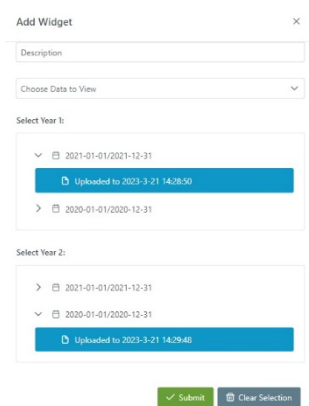 Add Widget
Description
Choose Data to View
Select Year 1:
2021-01-01/2021-12-31
Uploaded to 2023-3-21 14:28:50
2020-01-01/2020-12-31
Select Year 2:
2021-01-01/2021-12-31
2020-01-01/2020-12-31
Uploaded to 2023-3-21 14:29:48
Submit
Clear Selection